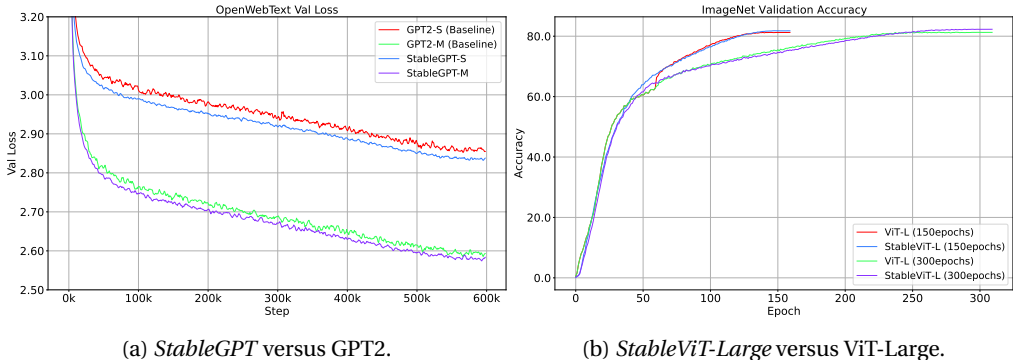 OpenWebText Val Loss
3.20
3.10
3.00
2.90
2.80
2.70
2.60
2.50
Val Loss
GPT2-S (Baseline)
GPT2-M (Baseline)
StableGPT-S
StableGPT-M
0k
100k
200k
300k
400k
500k
600k
Step
(a) StableGPT versus GPT2.
ImageNet Validation Accuracy
80.0
60.0
40.0
20.0
0.0
Accuracy
ViT-L (150epochs)
StableViT-L (150epochs)
ViT-L (300epochs)
StableViT-L (300epochs)
0
50
100
150
200
250
300
Epoch
(b) StableViT-Large versus ViT-Large.